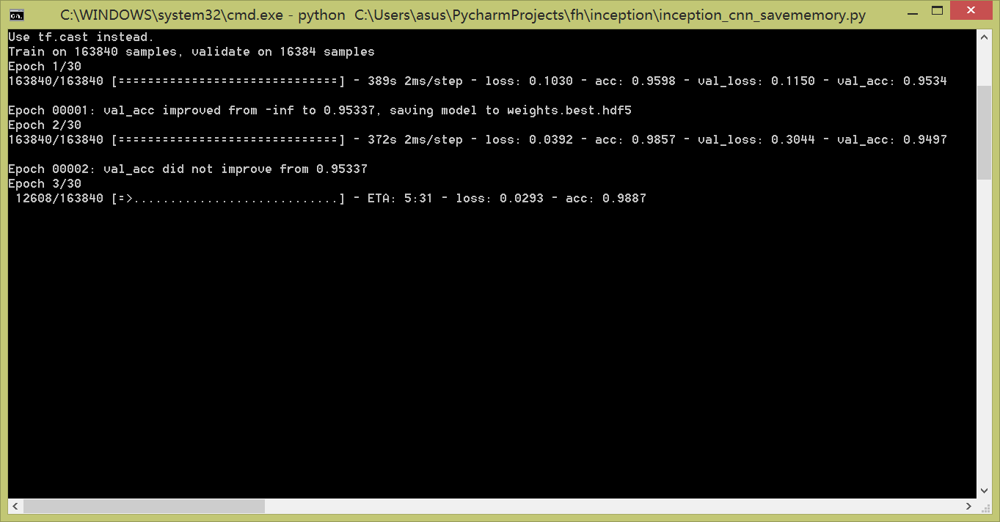 C:\WINDOWS\system32\cmd.exe - python  C:\Users\asus\PycharmProjects\fh\inception\inception_cnn_savememory.py
Use tf.cast instead.
Train on 163840 samples, validate on 16384 samples
Epoch 1/30
163840/163840 [==============================] - 389s 2ms/step - loss: 0.1030 - acc: 0.9598 - val_loss: 0.1150 - val_acc: 0.9534
Epoch 00001: val_acc improved from -inf to 0.95337, saving model to weights.best.hdf5
Epoch 2/30
163840/163840 [==============================] - 372s 2ms/step - loss: 0.0392 - acc: 0.9857 - val_loss: 0.3044 - val_acc: 0.9497
Epoch 00002: val_acc did not improve from 0.95337
Epoch 3/30
 12608/163840 [=>............................] - ETA: 5:31 - loss: 0.0293 - acc: 0.9887